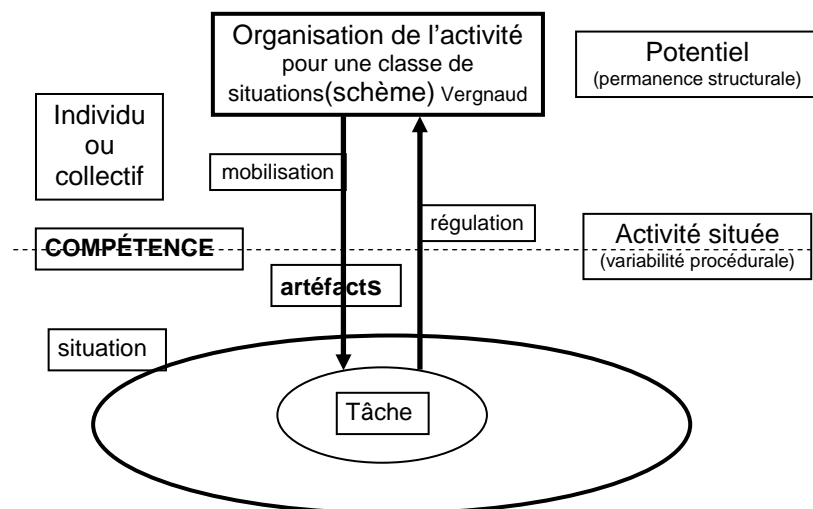 Organisation de l’activité
pour une classe de
situations(schème) Vergnaud
Potentiel
(permanence structurale)
Individu
ou
collectif
mobilisation
régulation
COMPÉTENCE
Activité située
(variabilité procédurale)
artéfacts
situation
Tâche